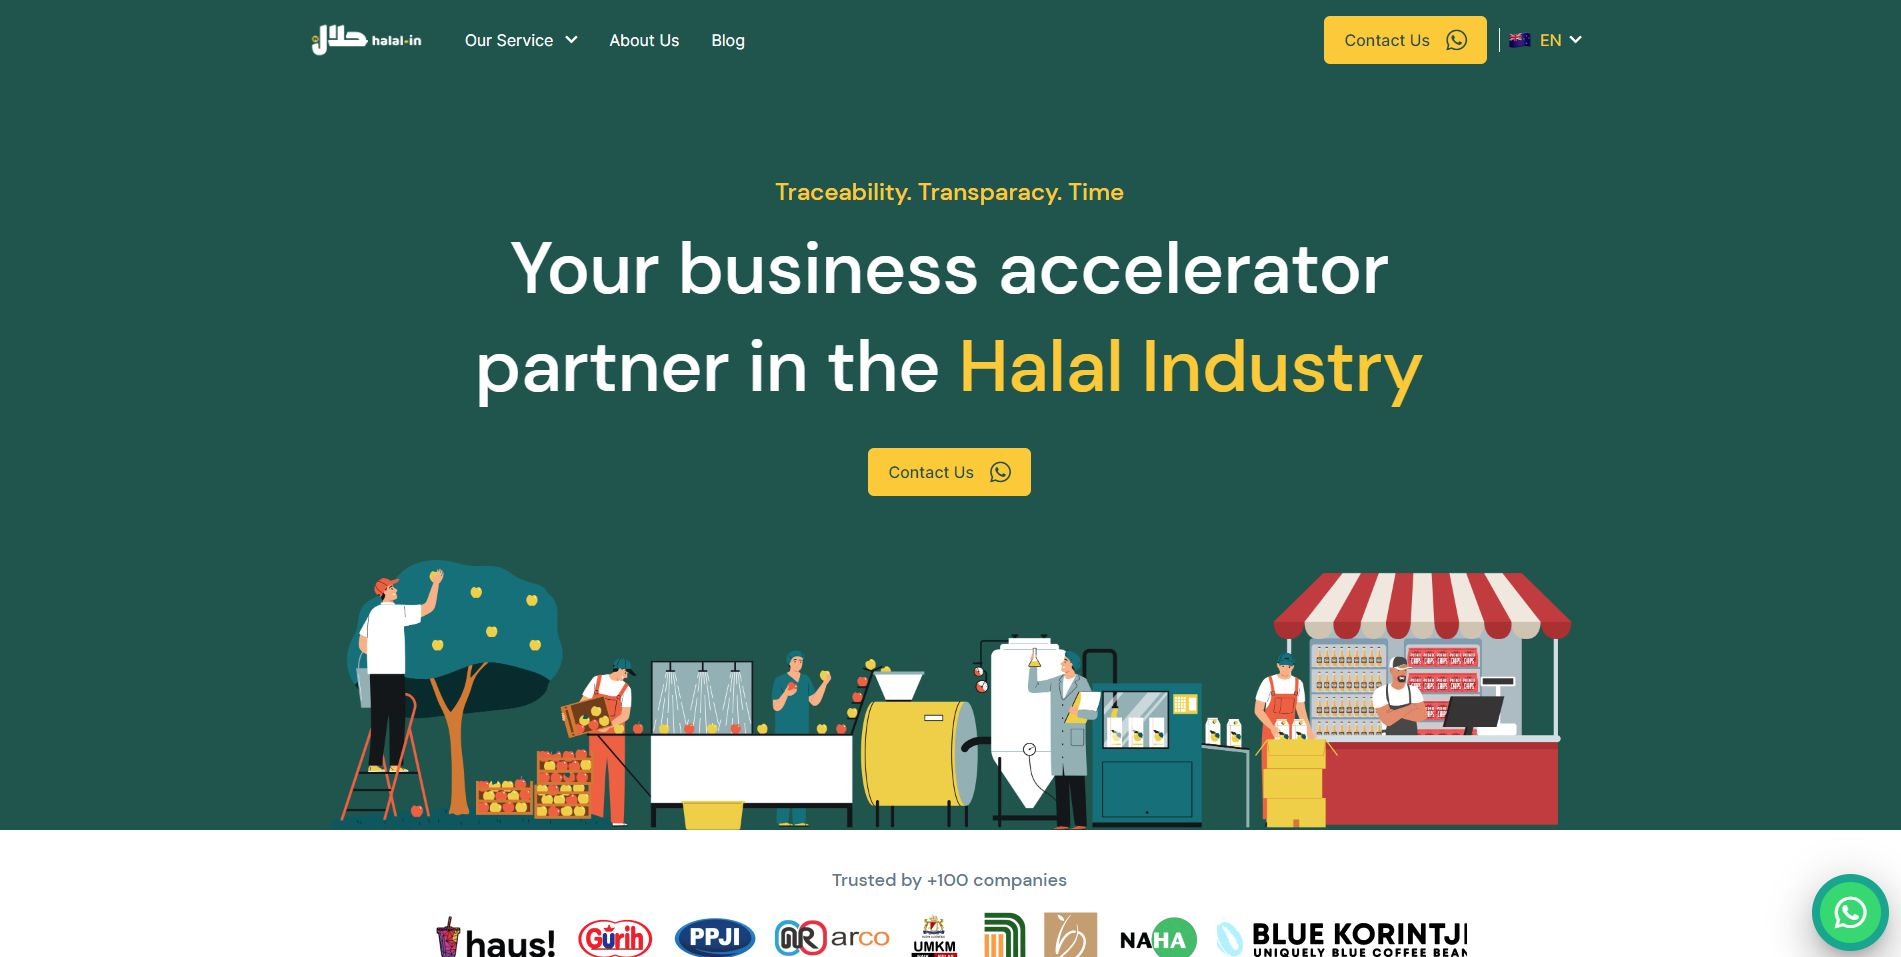 حلال halal-in
Our Service
About Us
Blog
Contact Us
EN
Traceability. Transparacy. Time
Your business accelerator
partner in the Halal Industry
Contact Us
Trusted by +100 companies
haus!
Gurih
PPJI
arco
UMKM
NAHA
BLUE KORINTJI
UNIQUELY BLUE COFFEE BEAN